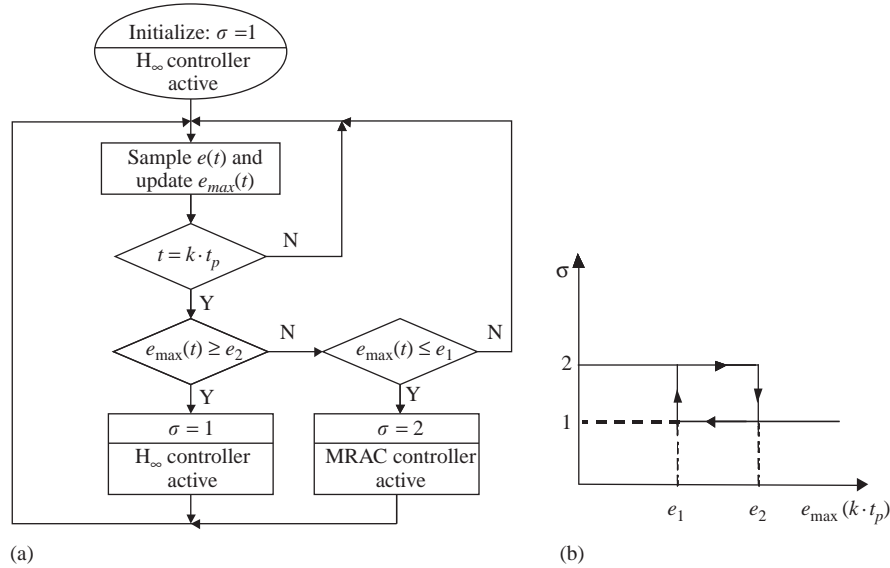 Initialize: σ =1
H∞ controller
active
Sample e(t) and
update emax(t)
t = k · tp
N
Y
emax(t) ≥ e2
N
emax(t) ≤ e1
N
Y
Y
σ = 1
H∞ controller
active
σ = 2
MRAC controller
active
(a)
σ
2
1
e1
e2
emax(k · tp)
(b)